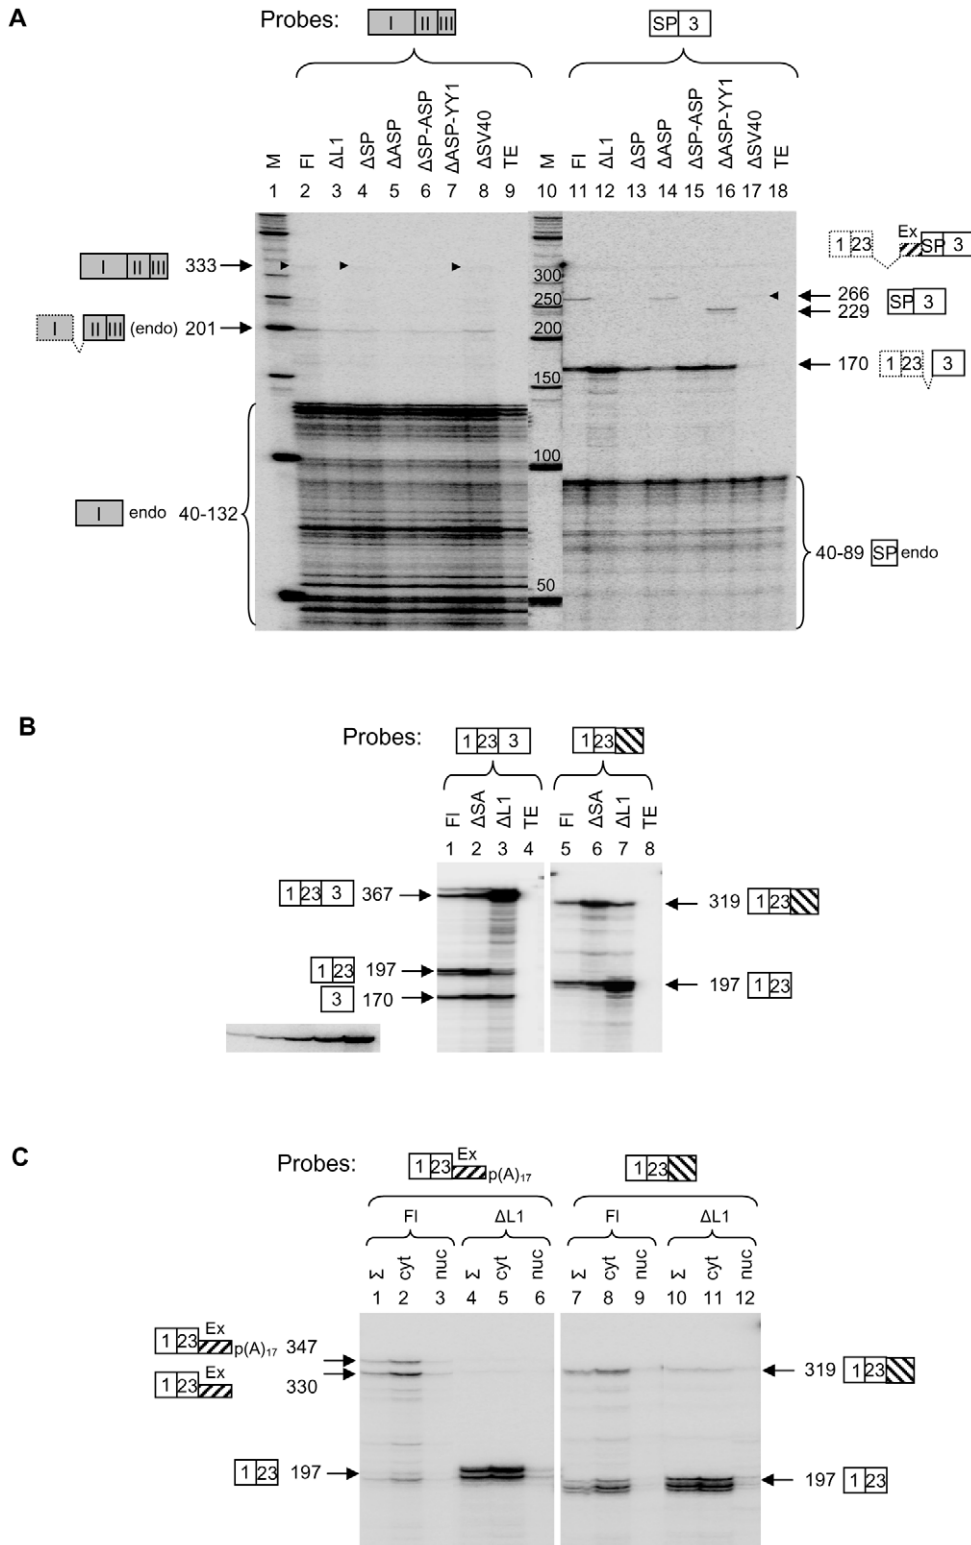 A
Probes: I II III SP 3
M FI ΔL1 ΔSP ΔASP ΔSP-ASP ΔASP-YY1 ΔSV40 TE M FI ΔL1 ΔSP ΔASP ΔSP-ASP ΔASP-YY1 ΔSV40 TE
1 2 3 4 5 6 7 8 9 10 11 12 13 14 15 16 17 18
I II III 333
I II III (endo) 201
I endo 40-132
300
250
200
150
100
50
1 23 Ex SP 3
266
229 SP 3
170 1 23 3
40-89 SP endo
B
Probes: 1 23 3 1 23
FI ΔSA ΔL1 TE FI ΔSA ΔL1 TE
1 2 3 4 5 6 7 8
1 23 3 367
1 23 197
3 170
319 1 23
197 1 23
C
Probes: 1 23 Ex p(A)17 1 23
FI ΔL1 FI ΔL1
Σ cyt nuc Σ cyt nuc Σ cyt nuc Σ cyt nuc
1 2 3 4 5 6 7 8 9 10 11 12
1 23 Ex p(A)17 347
1 23 Ex 330
1 23 197
319 1 23
197 1 23